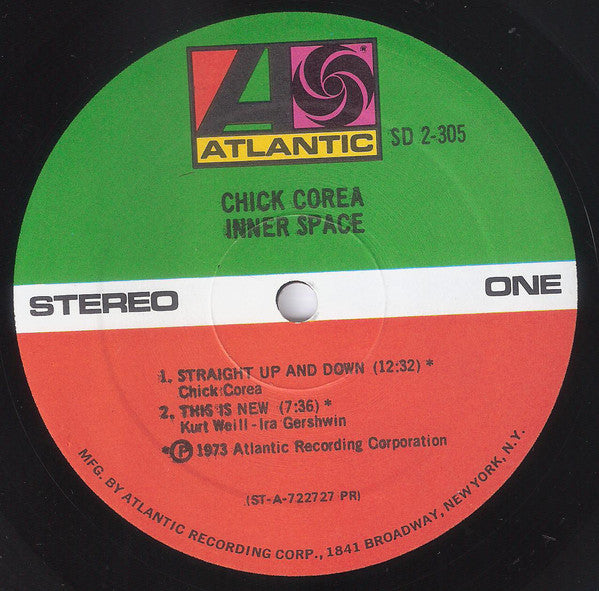 ATLANTIC
SD 2-305
CHICK COREA
INNER SPACE
STEREO
ONE
1. STRAIGHT UP AND DOWN (12:32) *
Chick Corea
2. THIS IS NEW (7:36) *
Kurt Weill-Ira Gershwin
*℗ 1973 Atlantic Recording Corporation
(ST-A-722727 PR)
MFG. BY ATLANTIC RECORDING CORP., 1841 BROADWAY, NEW YORK, N.Y.